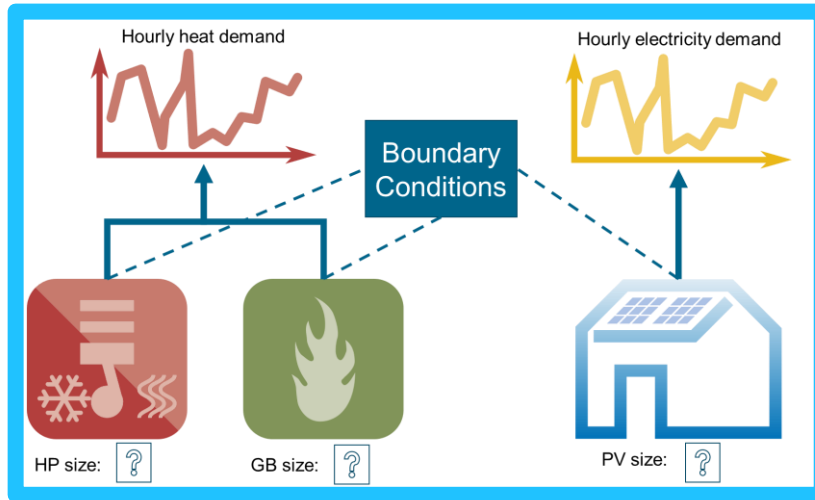 Hourly heat demand
Hourly electricity demand
Boundary
Conditions
HP size: ?
GB size: ?
PV size: ?